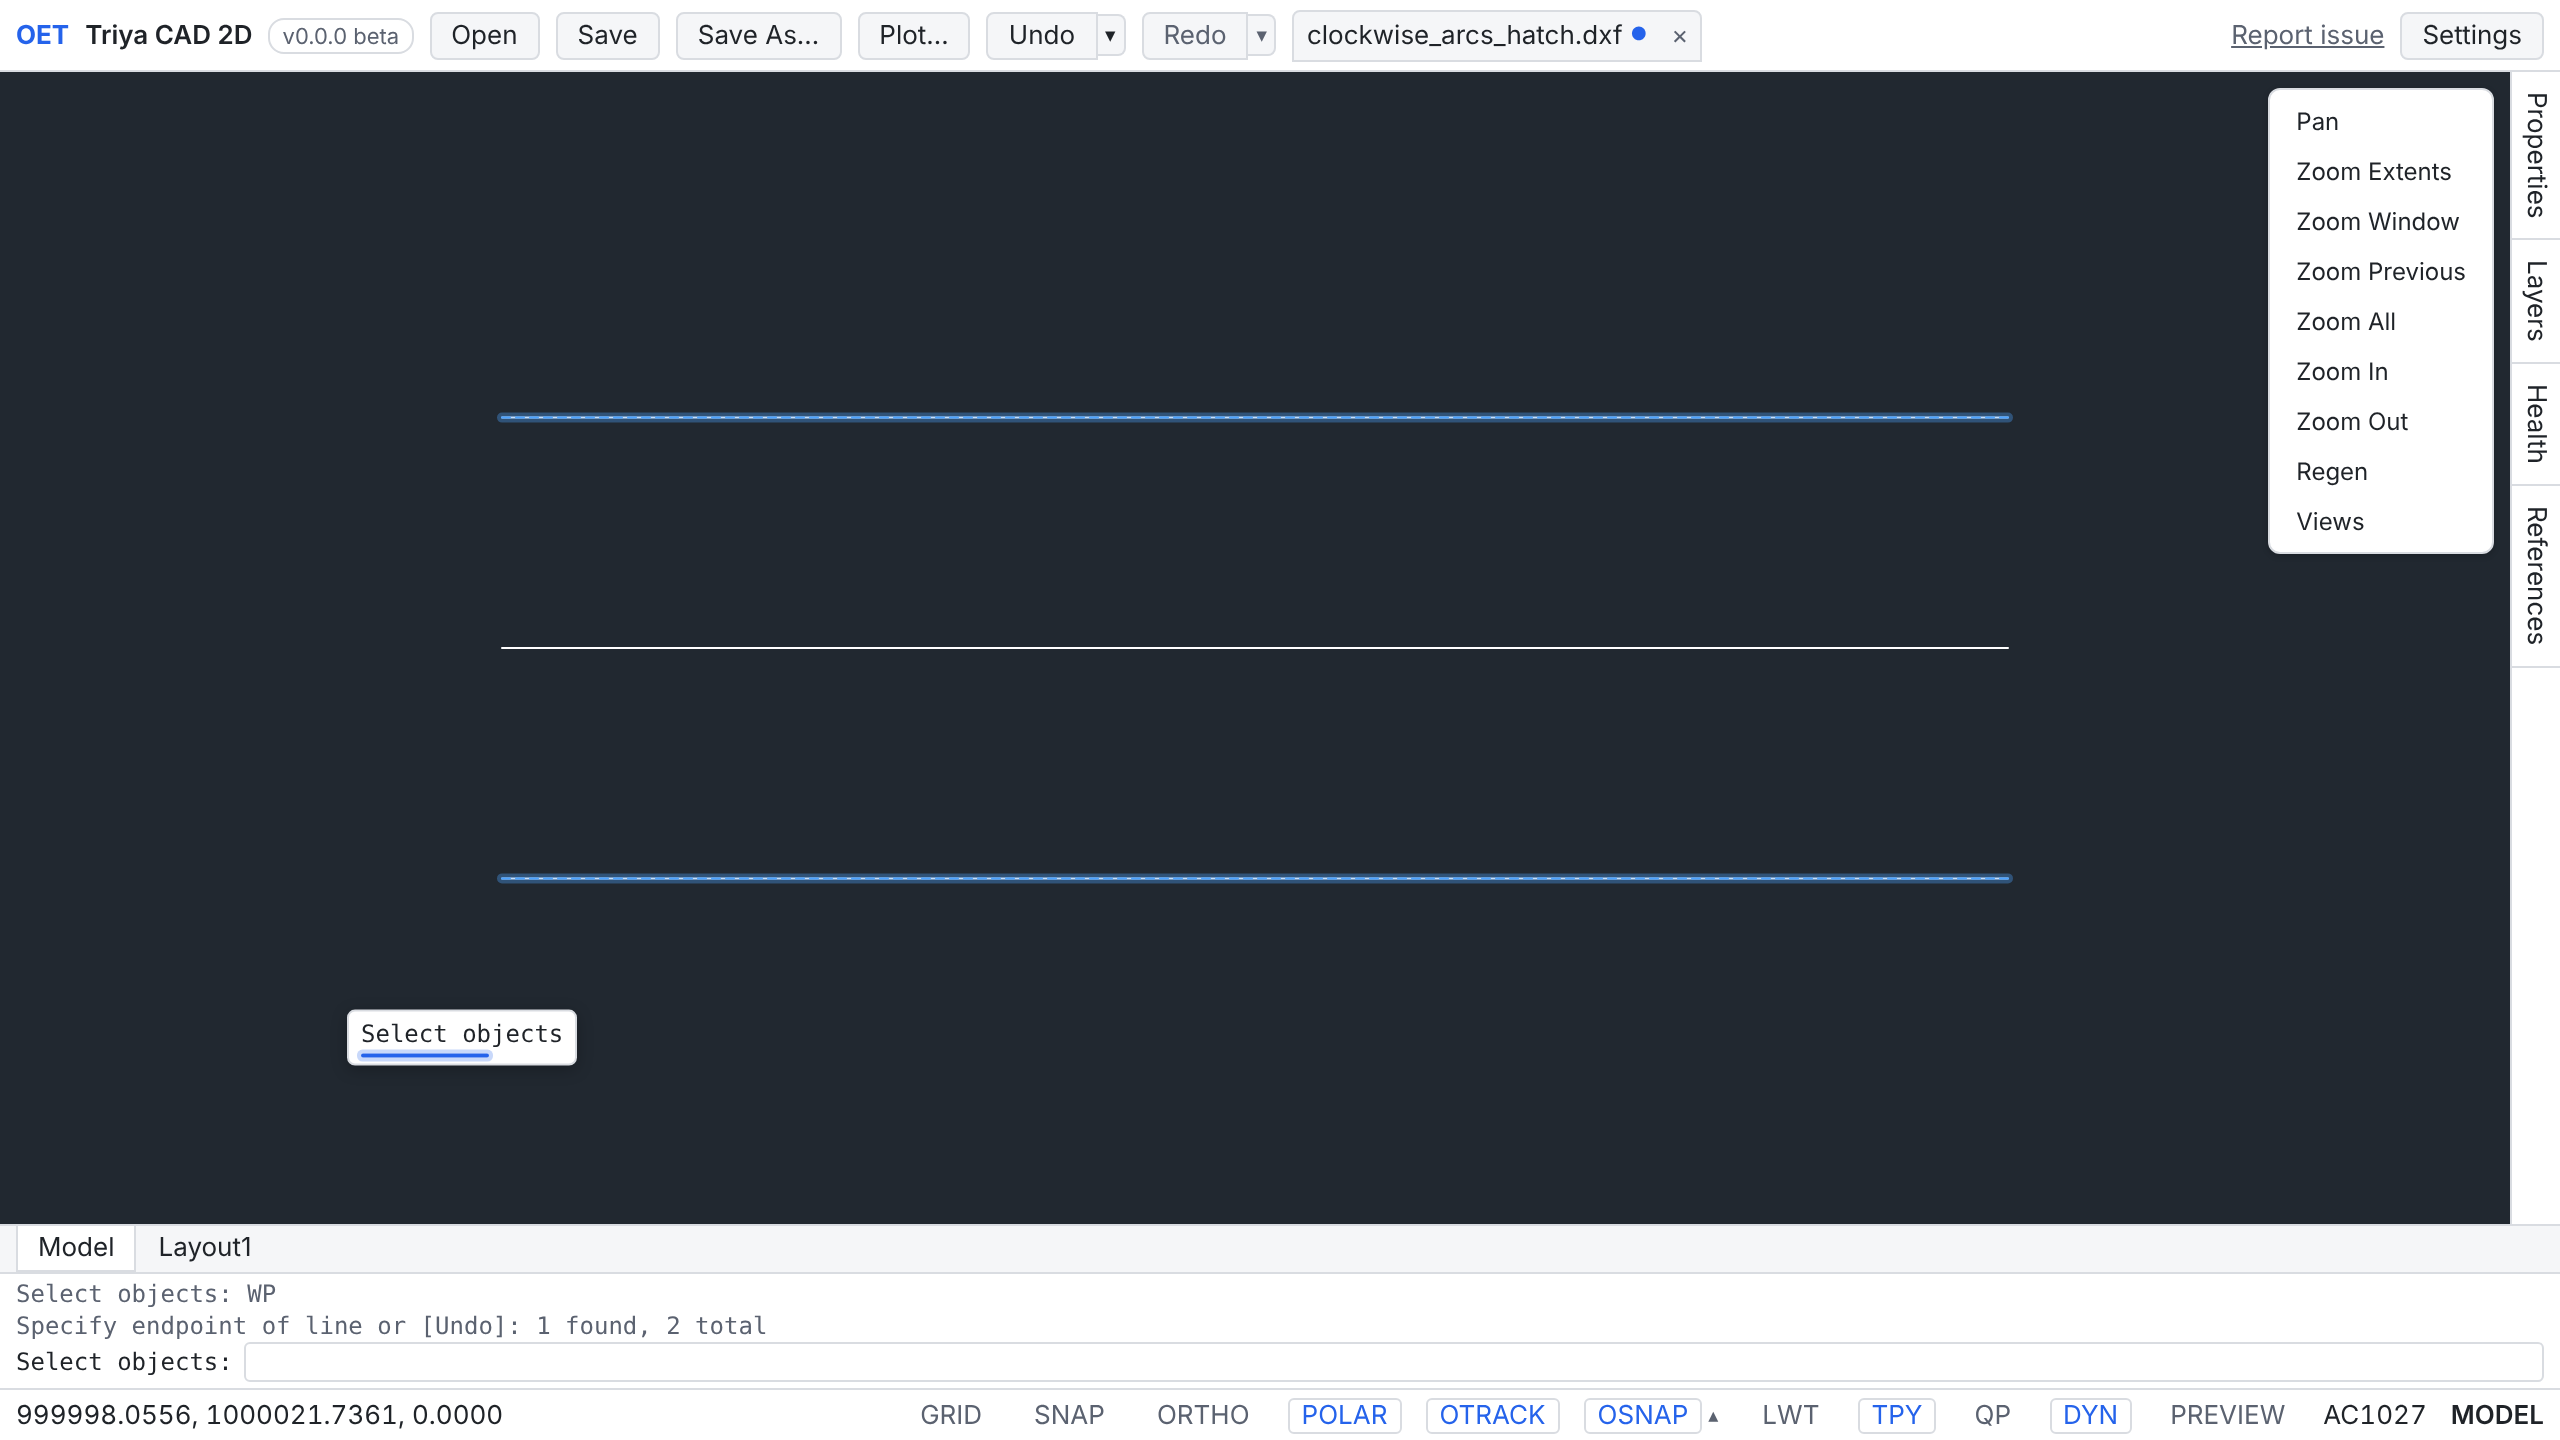 OET Triya CAD 2D v0.0.0 beta Open Save Save As... Plot... Undo ▾ Redo ▾ clockwise_arcs_hatch.dxf × Report issue Settings
Pan
Zoom Extents
Zoom Window
Zoom Previous
Zoom All
Zoom In
Zoom Out
Regen
Views
Properties
Layers
Health
References
Select objects
Model Layout1
Select objects: WP
Specify endpoint of line or [Undo]: 1 found, 2 total
Select objects:
999998.0556, 1000021.7361, 0.0000 GRID SNAP ORTHO POLAR OTRACK OSNAP ▴ LWT TPY QP DYN PREVIEW AC1027 MODEL